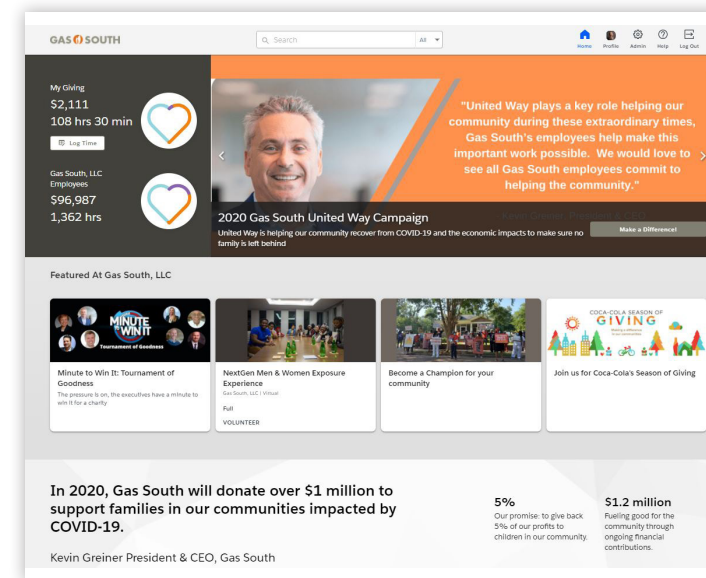 GAS SOUTH
Search
All
Home
Profile
Admin
Help
Log Out
My Giving
$2,111
108 hrs 30 min
Log Time
Gas South, LLC
Employees
$96,987
1,362 hrs
"United Way plays a key role helping our
community during these extraordinary times,
Gas South's employees help make this
important work possible. We would love to
see all Gas South employees commit to
helping the community."
Kevin Greiner, President & CEO
2020 Gas South United Way Campaign
United Way is helping our community recover from COVID-19 and the economic impacts to make sure no
family is left behind
Make a Difference!
Featured At Gas South, LLC
MINUTE
TO
WIN IT
Tournament of Goodness
Minute to Win It: Tournament of
Goodness
The pressure is on, the executives have a minute to
win it for a charity
NextGen Men & Women Exposure
Experience
Gas South, LLC | Virtual
Full
VOLUNTEER
Become a Champion for your
community
COCA-COLA SEASON OF
GIVING
Join us for Coca-Cola's Season of Giving
In 2020, Gas South will donate over $1 million to
support families in our communities impacted by
COVID-19.
Kevin Greiner President & CEO, Gas South
5%
Our promise: to give back
5% of our profits to
children in our community.
$1.2 million
Fueling good for the
community through
ongoing financial
contributions.